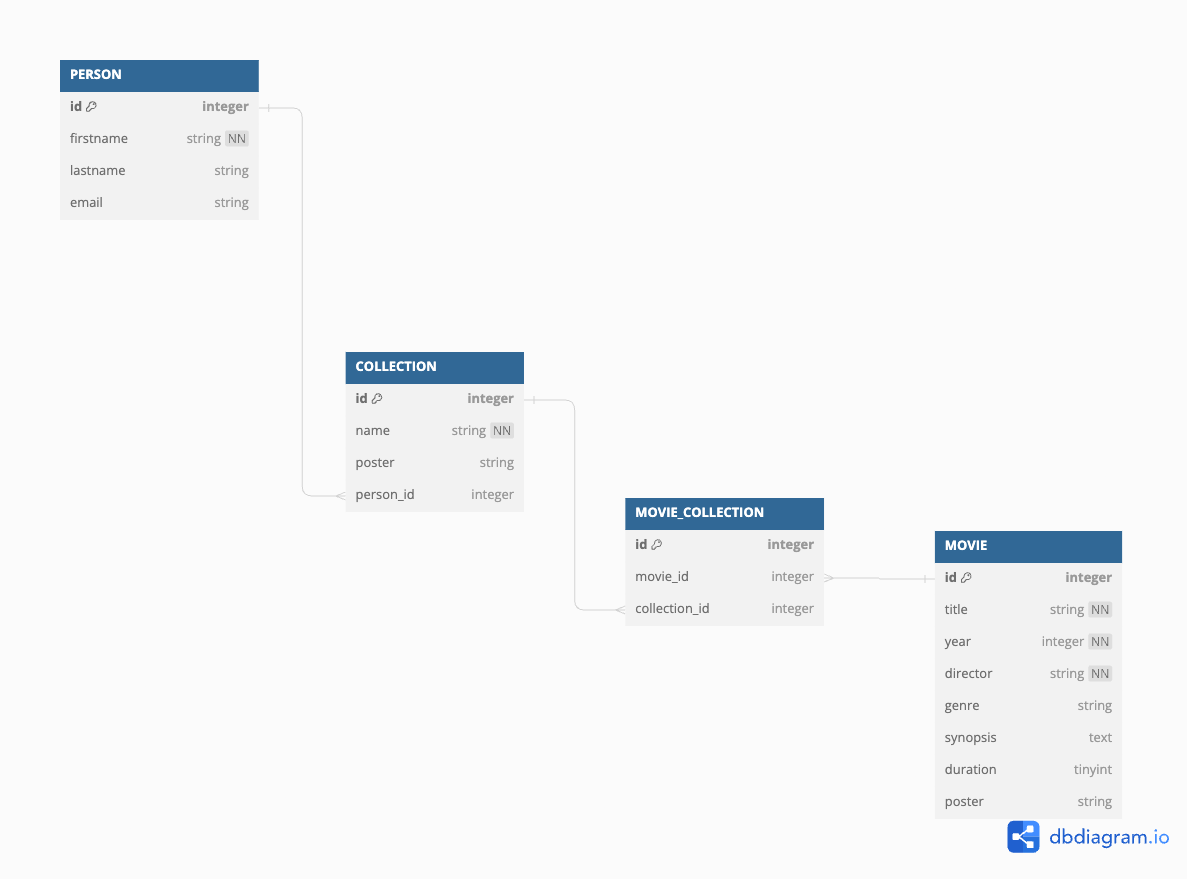 PERSON
id integer
firstname string NN
lastname string
email string
COLLECTION
id integer
name string NN
poster string
person_id integer
MOVIE_COLLECTION
id integer
movie_id integer
collection_id integer
MOVIE
id integer
title string NN
year integer NN
director string NN
genre string
synopsis text
duration tinyint
poster string
dbdiagram.io